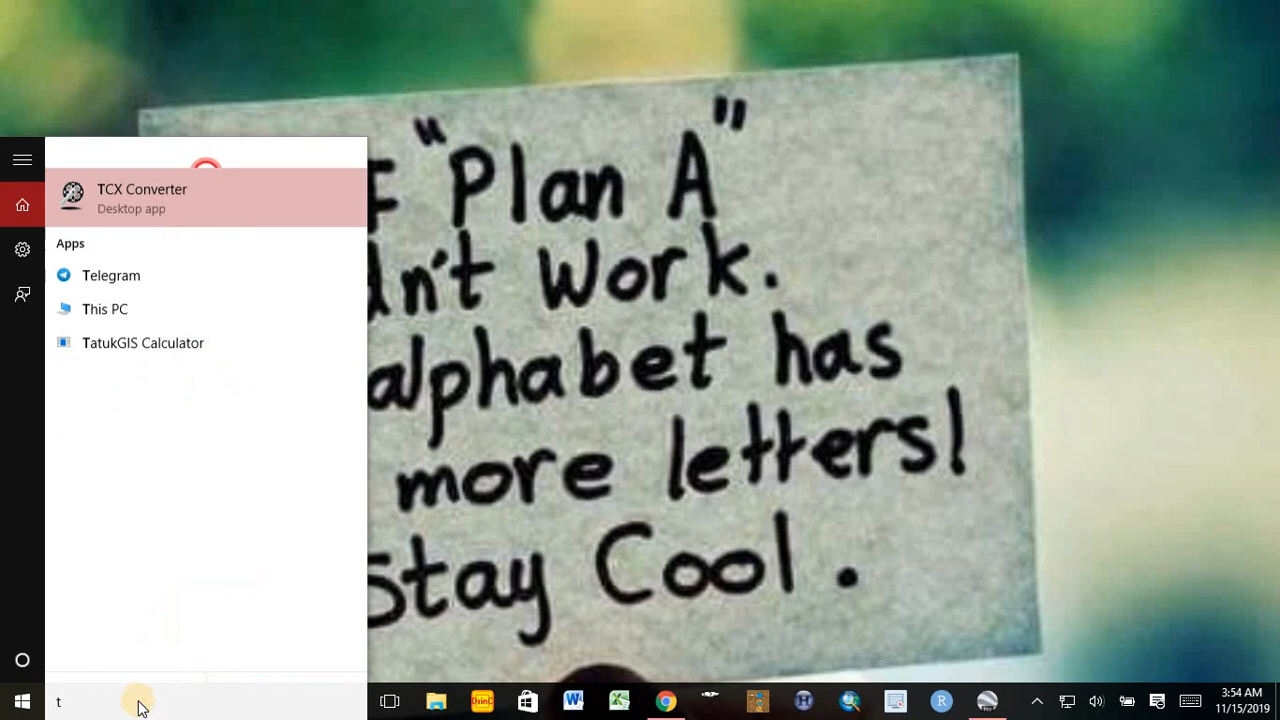 "Plan A"
dn't work.
alphabet has
more letters!
Stay Cool.
TCX Converter
Desktop app
Apps
Telegram
This PC
TatukGIS Calculator
t
3:54 AM
11/15/2019